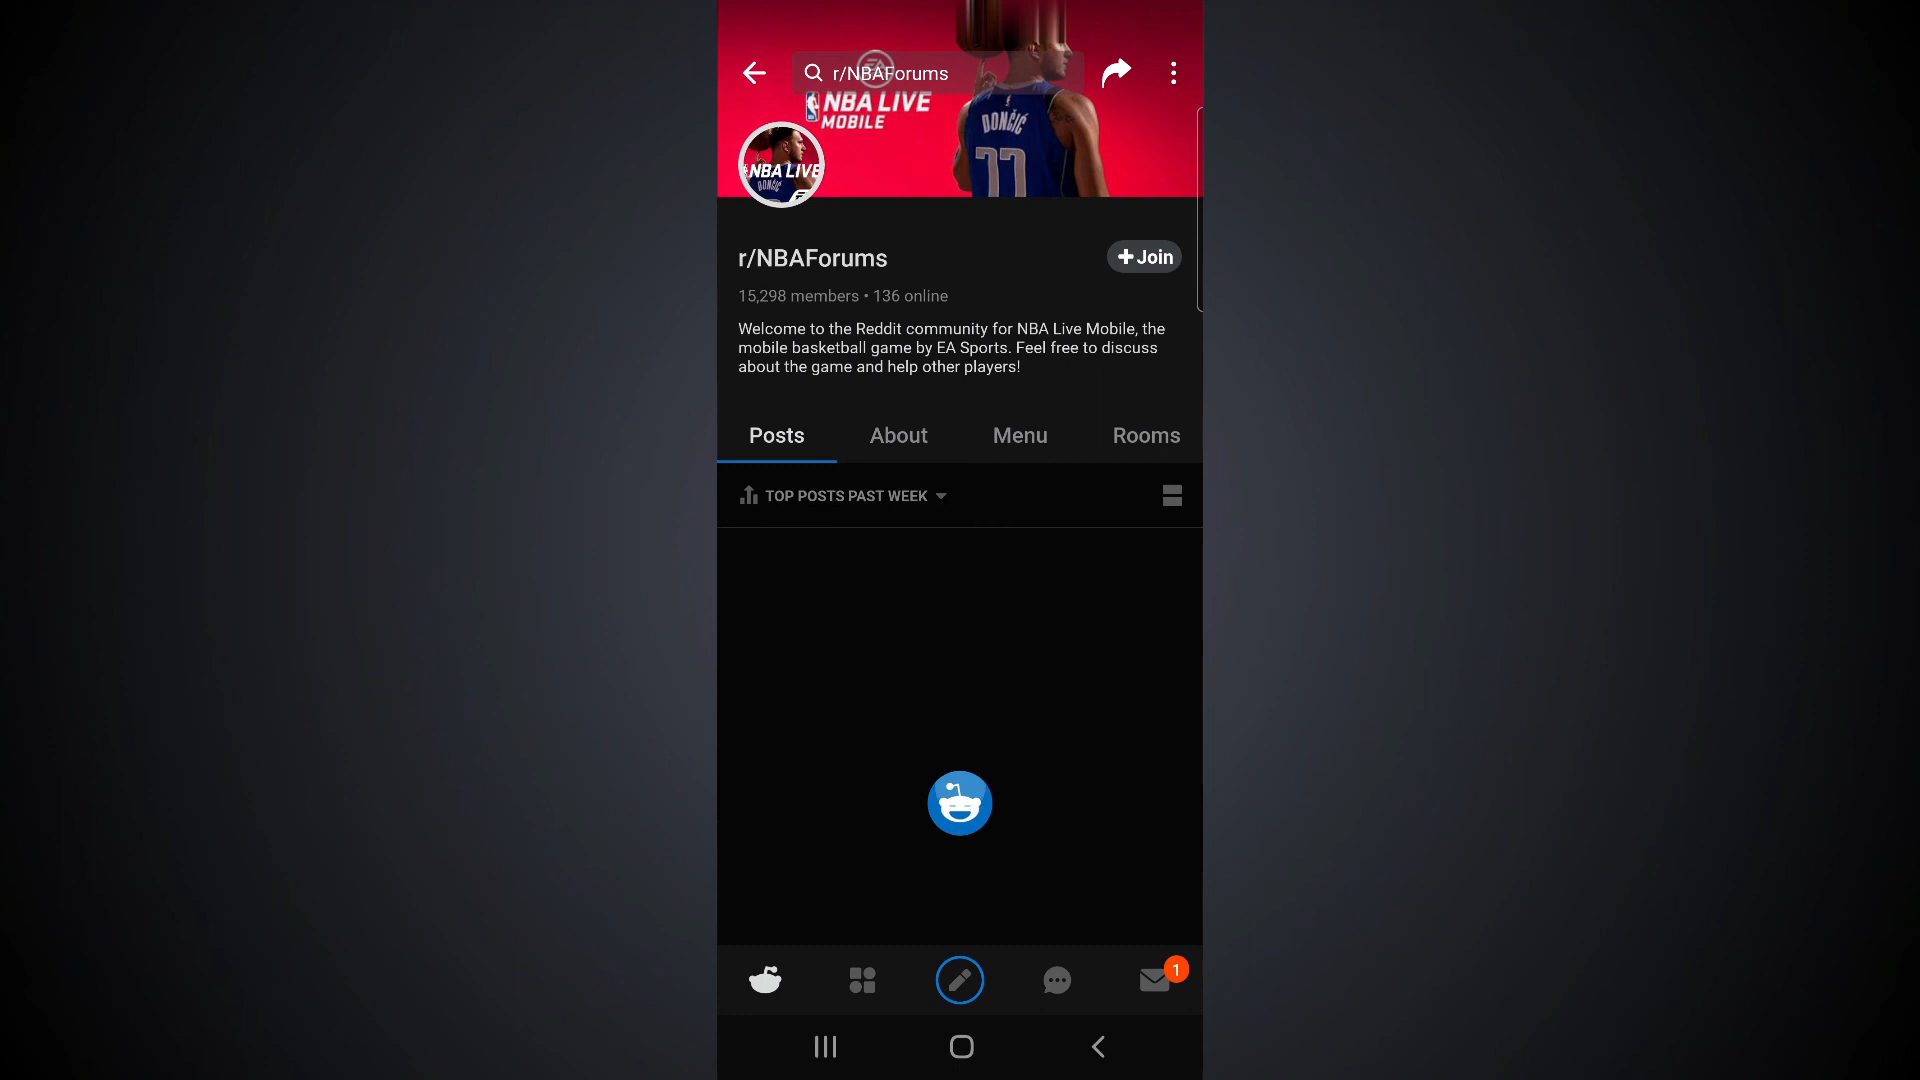 r/NBAForums
NBA LIVE
MOBILE
DONČIĆ
77
NBA LIVE
DONČIĆ
r/NBAForums
+Join
15,298 members • 136 online
Welcome to the Reddit community for NBA Live Mobile, the
mobile basketball game by EA Sports. Feel free to discuss
about the game and help other players!
Posts
About
Menu
Rooms
TOP POSTS PAST WEEK
1